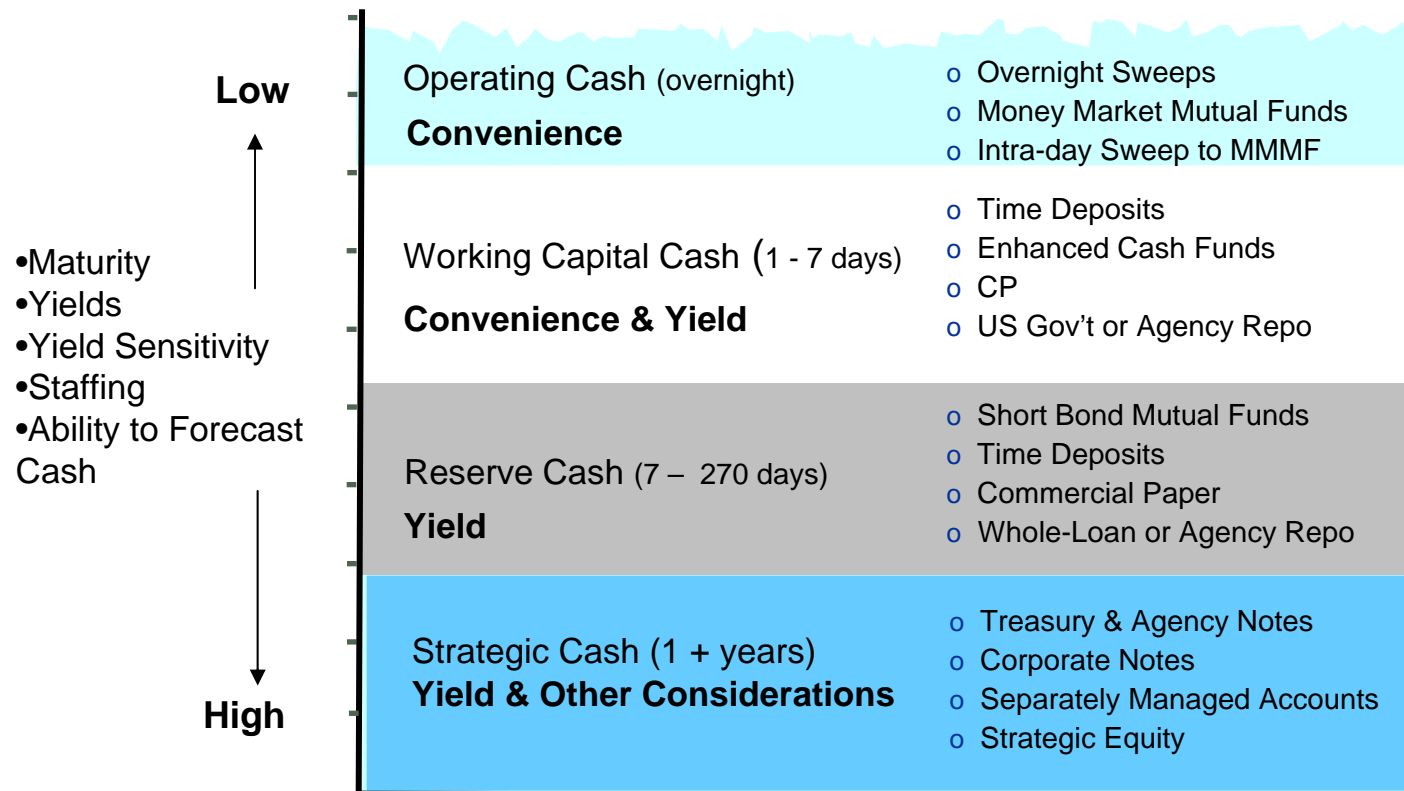 Low
•Maturity
•Yields
•Yield Sensitivity
•Staffing
•Ability to Forecast
Cash
High
Operating Cash (overnight)
Convenience
o Overnight Sweeps
o Money Market Mutual Funds
o Intra-day Sweep to MMMF
Working Capital Cash (1 - 7 days)
Convenience & Yield
o Time Deposits
o Enhanced Cash Funds
o CP
o US Gov’t or Agency Repo
Reserve Cash (7 – 270 days)
Yield
o Short Bond Mutual Funds
o Time Deposits
o Commercial Paper
o Whole-Loan or Agency Repo
Strategic Cash (1 + years)
Yield & Other Considerations
o Treasury & Agency Notes
o Corporate Notes
o Separately Managed Accounts
o Strategic Equity